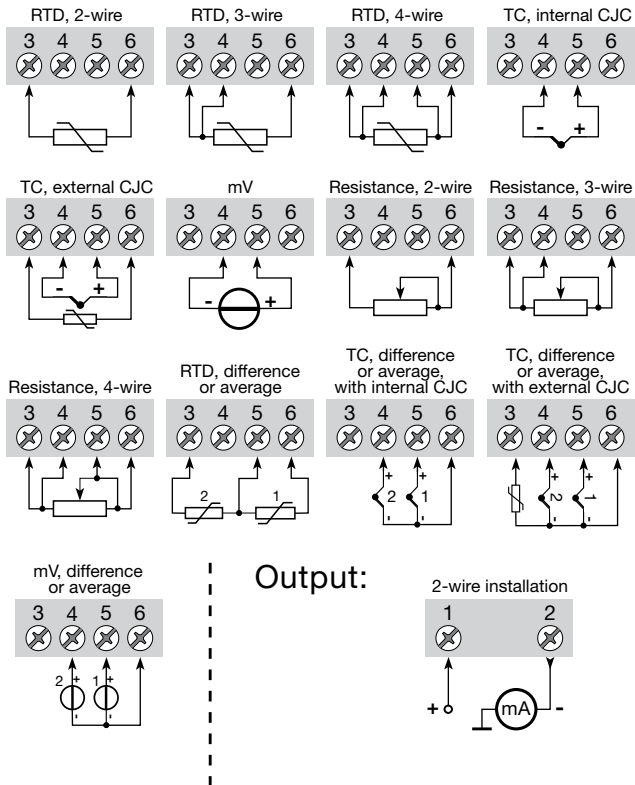 RTD, 2-wire
3 4 5 6
RTD, 3-wire
3 4 5 6
RTD, 4-wire
3 4 5 6
TC, internal CJC
3 4 5 6
- +
TC, external CJC
3 4 5 6
- +
mV
3 4 5 6
- +
Resistance, 2-wire
3 4 5 6
Resistance, 3-wire
3 4 5 6
Resistance, 4-wire
3 4 5 6
RTD, difference
or average
3 4 5 6
2 1
TC, difference
or average,
with internal CJC
3 4 5 6
+ +
2 1
- -
TC, difference
or average,
with external CJC
3 4 5 6
+ +
2 1
- -
mV, difference
or average
3 4 5 6
2 + 1 +
- -
Output:
2-wire installation
1 2
+ mA -